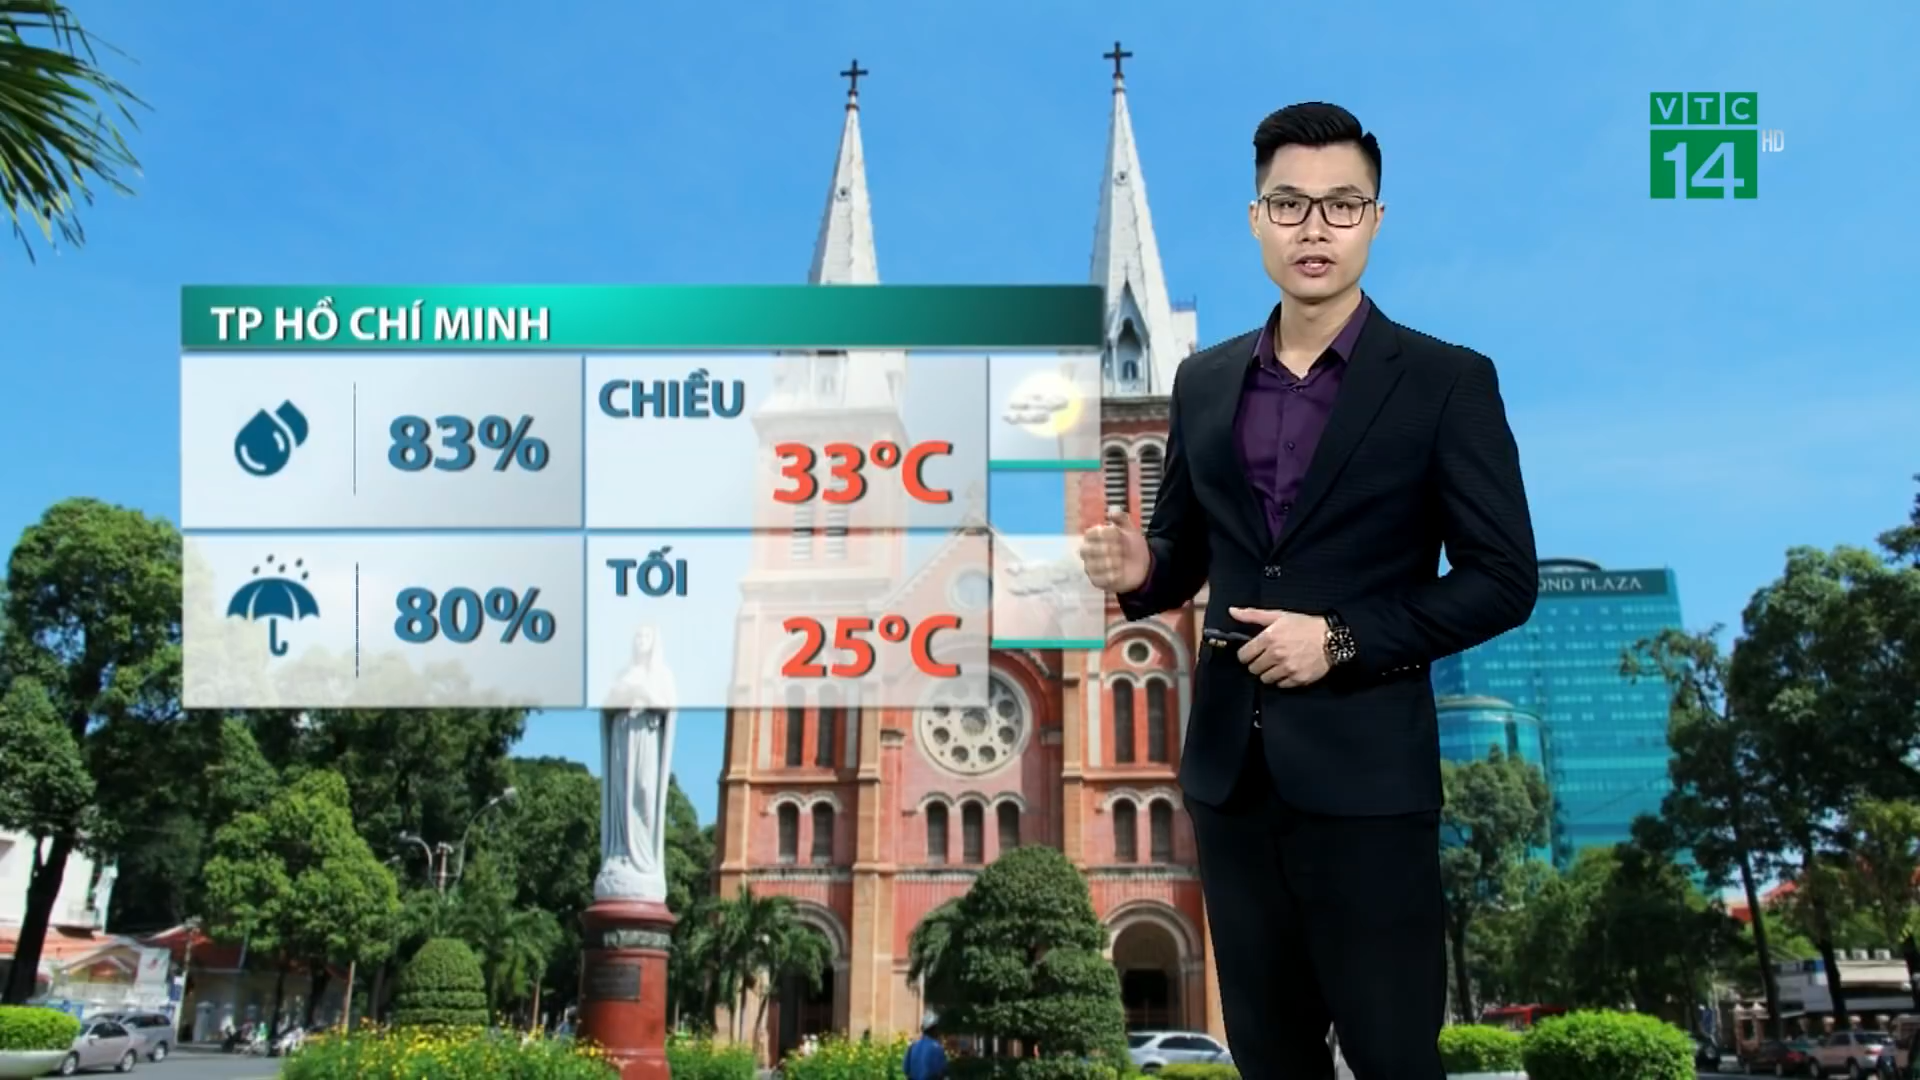 VTC
14 HD
TP HỒ CHÍ MINH
83%
CHIỀU
33°C
80%
TỐI
25°C
OND PLAZA